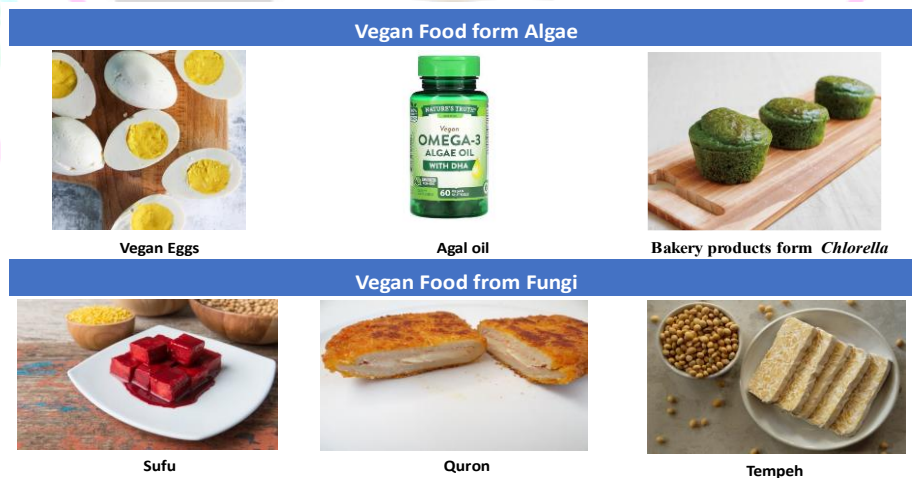 Vegan Food form Algae
NATURE'S TRUTH
Vegan
OMEGA-3
ALGAE OIL
WITH DHA
60
Vegan Eggs
Agal oil
Bakery products form Chlorella
Vegan Food from Fungi
Sufu
Quron
Tempeh